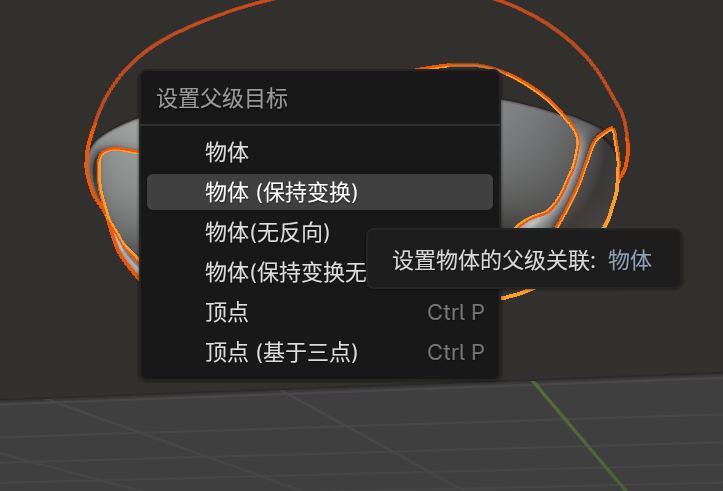 设置父级目标
物体
物体 (保持变换)
物体(无反向)
物体(保持变换无
设置物体的父级关联: 物体
顶点 Ctrl P
顶点 (基于三点) Ctrl P